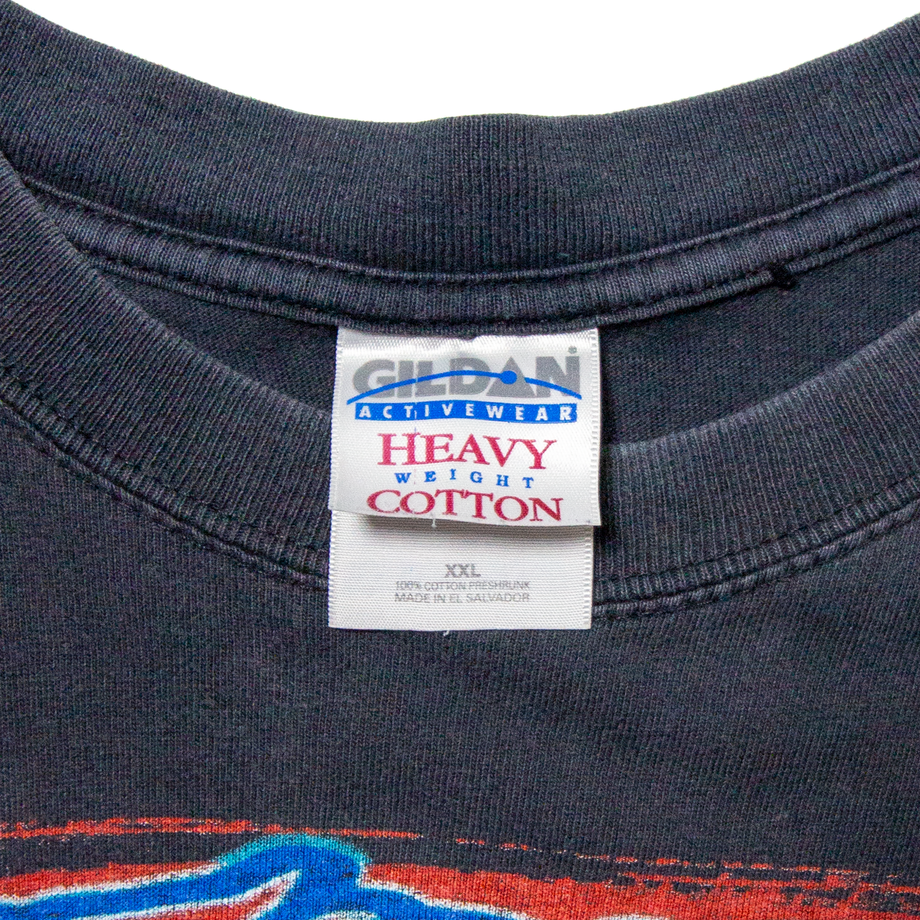 GILDAN®
ACTIVEWEAR
HEAVY
WEIGHT
COTTON
XXL
100% COTTON PRESHRUNK
MADE IN EL SALVADOR